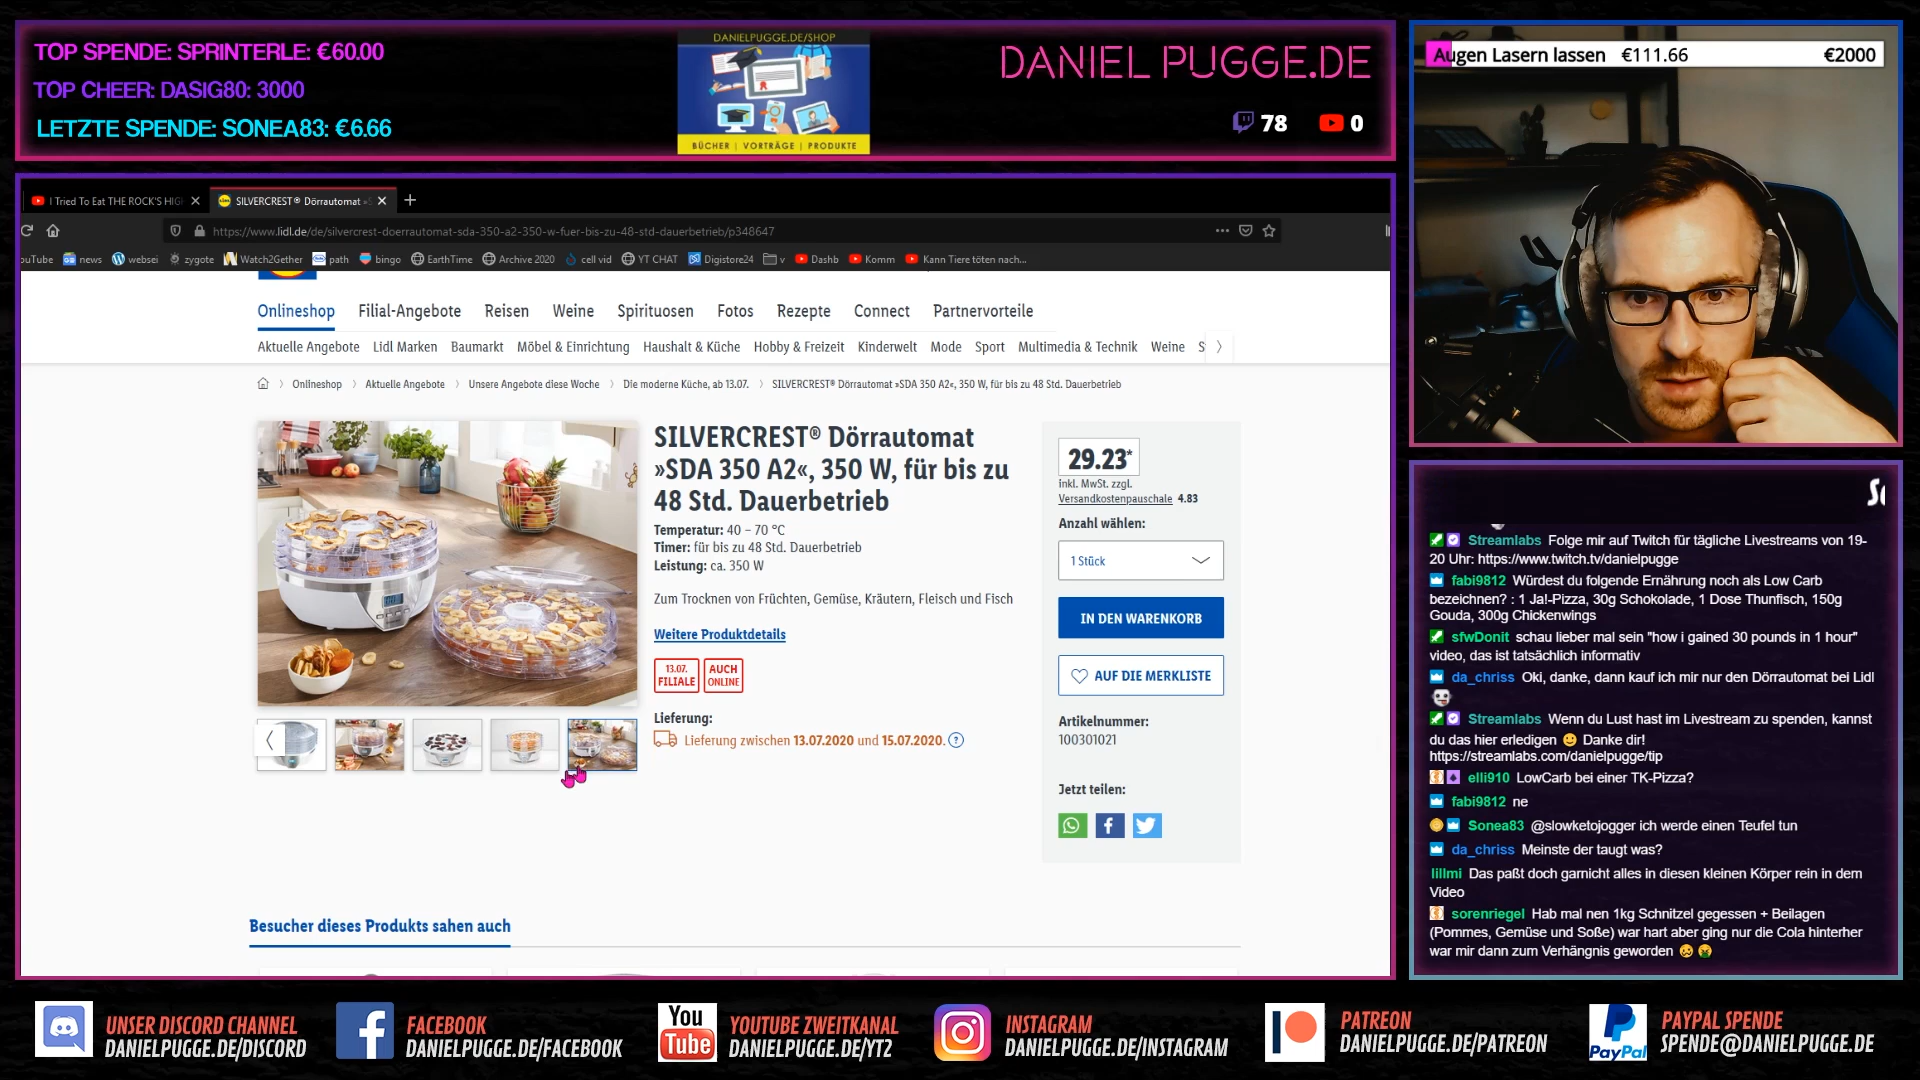 TOP SPENDE: SPRINTERLE: €60.00
TOP CHEER: DASIG80: 3000
LETZTE SPENDE: SONEA83: €6.66
DANIELPUGGE.DE/SHOP
BÜCHER | VORTRÄGE | PRODUKTE
DANIEL PUGGE.DE
78
0
Augen Lasern lassen €111.66 €2000
I Tried To Eat THE ROCK'S HIG
SILVERCREST® Dörrautomat »S
https://www.lidl.de/de/silvercrest-doerrautomat-sda-350-a2-350-w-fuer-bis-zu-48-std-dauerbetrieb/p348647
ouTube news websei zygote Watch2Gether path bingo EarthTime Archive 2020 cell vid YT CHAT Digistore24 v Dashb Komm Kann Tiere töten nach...
Onlineshop Filial-Angebote Reisen Weine Spirituosen Fotos Rezepte Connect Partnervorteile
Aktuelle Angebote Lidl Marken Baumarkt Möbel & Einrichtung Haushalt & Küche Hobby & Freizeit Kinderwelt Mode Sport Multimedia & Technik Weine S
Onlineshop Aktuelle Angebote Unsere Angebote diese Woche Die moderne Küche, ab 13.07. SILVERCREST® Dörrautomat »SDA 350 A2«, 350 W, für bis zu 48 Std. Dauerbetrieb
SILVERCREST® Dörrautomat
»SDA 350 A2«, 350 W, für bis zu
48 Std. Dauerbetrieb
Temperatur: 40 – 70 °C
Timer: für bis zu 48 Std. Dauerbetrieb
Leistung: ca. 350 W
Zum Trocknen von Früchten, Gemüse, Kräutern, Fleisch und Fisch
Weitere Produktdetails
13.07.
FILIALE
AUCH
ONLINE
Lieferung:
Lieferung zwischen 13.07.2020 und 15.07.2020. ?
29.23*
inkl. MwSt. zzgl.
Versandkostenpauschale 4.83
Anzahl wählen:
1 Stück
IN DEN WARENKORB
AUF DIE MERKLISTE
Artikelnummer:
100301021
Jetzt teilen:
Besucher dieses Produkts sahen auch
Streamlabs Folge mir auf Twitch für tägliche Livestreams von 19-
20 Uhr: https://www.twitch.tv/danielpugge
fabi9812 Würdest du folgende Ernährung noch als Low Carb
bezeichnen? : 1 Ja!-Pizza, 30g Schokolade, 1 Dose Thunfisch, 150g
Gouda, 300g Chickenwings
sfwDonit schau lieber mal sein "how i gained 30 pounds in 1 hour"
video, das ist tatsächlich informativ
da_chriss Oki, danke, dann kauf ich mir nur den Dörrautomat bei Lidl
Streamlabs Wenn du Lust hast im Livestream zu spenden, kannst
du das hier erledigen 🙂 Danke dir!
https://streamlabs.com/danielpugge/tip
elli910 LowCarb bei einer TK-Pizza?
fabi9812 ne
Sonea83 @slowketojogger ich werde einen Teufel tun
da_chriss Meinste der taugt was?
lillmi Das paßt doch garnicht alles in diesen kleinen Körper rein in dem
Video
sorenriegel Hab mal nen 1kg Schnitzel gegessen + Beilagen
(Pommes, Gemüse und Soße) war hart aber ging nur die Cola hinterher
war mir dann zum Verhängnis geworden
UNSER DISCORD CHANNEL
DANIELPUGGE.DE/DISCORD
FACEBOOK
DANIELPUGGE.DE/FACEBOOK
You
Tube
YOUTUBE ZWEITKANAL
DANIELPUGGE.DE/YT2
INSTAGRAM
DANIELPUGGE.DE/INSTAGRAM
PATREON
DANIELPUGGE.DE/PATREON
PayPal
PAYPAL SPENDE
SPENDE@DANIELPUGGE.DE